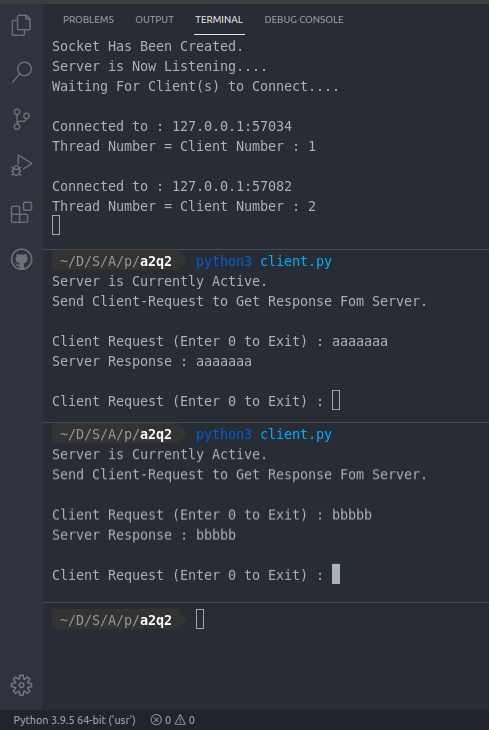 PROBLEMS OUTPUT TERMINAL DEBUG CONSOLE
Socket Has Been Created.
Server is Now Listening....
Waiting For Client(s) to Connect....
Connected to : 127.0.0.1:57034
Thread Number = Client Number : 1
Connected to : 127.0.0.1:57082
Thread Number = Client Number : 2
~/D/S/A/p/a2q2 python3 client.py
Server is Currently Active.
Send Client-Request to Get Response Fom Server.
Client Request (Enter 0 to Exit) : aaaaaaa
Server Response : aaaaaaa
Client Request (Enter 0 to Exit) :
~/D/S/A/p/a2q2 python3 client.py
Server is Currently Active.
Send Client-Request to Get Response Fom Server.
Client Request (Enter 0 to Exit) : bbbbb
Server Response : bbbbb
Client Request (Enter 0 to Exit) :
~/D/S/A/p/a2q2
Python 3.9.5 64-bit ('usr') 0 0